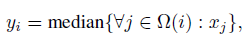 yᵢ = median{∀j ∈ Ω(i) : xⱼ},